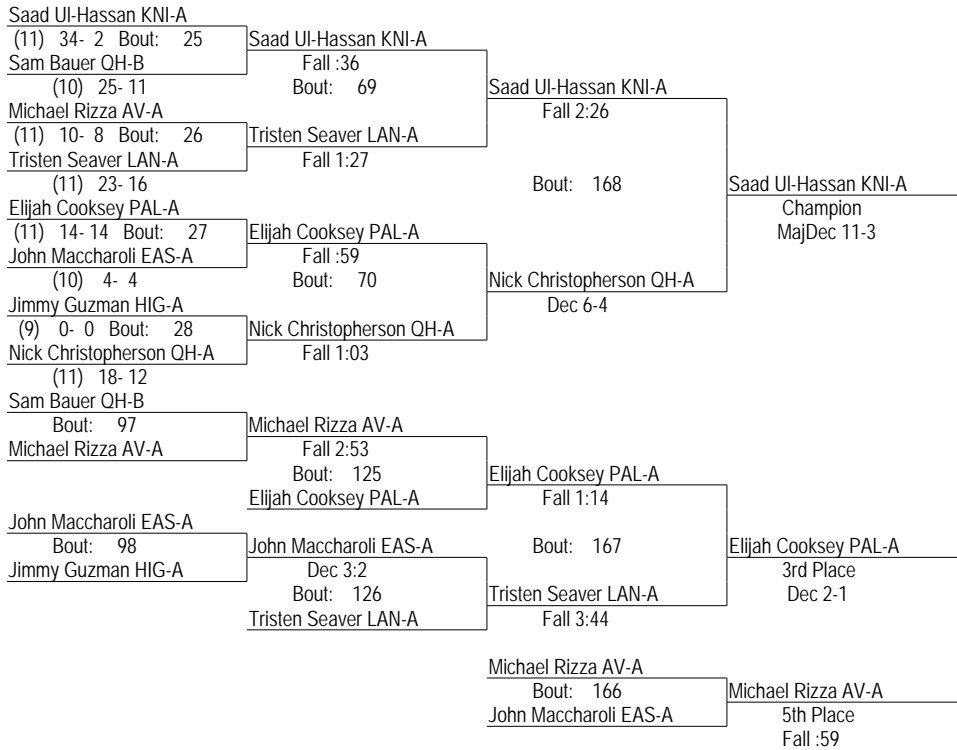 Saad Ul-Hassan KNI-A
(11) 34- 2 Bout: 25
Saad Ul-Hassan KNI-A
Sam Bauer QH-B
Fall :36
(10) 25- 11
Bout: 69
Saad Ul-Hassan KNI-A
Michael Rizza AV-A
Fall 2:26
(11) 10- 8 Bout: 26
Tristen Seaver LAN-A
Tristen Seaver LAN-A
Fall 1:27
(11) 23- 16
Bout: 168
Saad Ul-Hassan KNI-A
Elijah Cooksey PAL-A
Champion
(11) 14- 14 Bout: 27
Elijah Cooksey PAL-A
MajDec 11-3
John Maccharoli EAS-A
Fall :59
(10) 4- 4
Bout: 70
Nick Christopherson QH-A
Jimmy Guzman HIG-A
Dec 6-4
(9) 0- 0 Bout: 28
Nick Christopherson QH-A
Nick Christopherson QH-A
Fall 1:03
(11) 18- 12
Sam Bauer QH-B
Bout: 97
Michael Rizza AV-A
Michael Rizza AV-A
Fall 2:53
Bout: 125
Elijah Cooksey PAL-A
Elijah Cooksey PAL-A
Fall 1:14
John Maccharoli EAS-A
Bout: 98
John Maccharoli EAS-A
Bout: 167
Elijah Cooksey PAL-A
Jimmy Guzman HIG-A
Dec 3:2
3rd Place
Bout: 126
Tristen Seaver LAN-A
Dec 2-1
Tristen Seaver LAN-A
Fall 3:44
Michael Rizza AV-A
Bout: 166
Michael Rizza AV-A
John Maccharoli EAS-A
5th Place
Fall :59